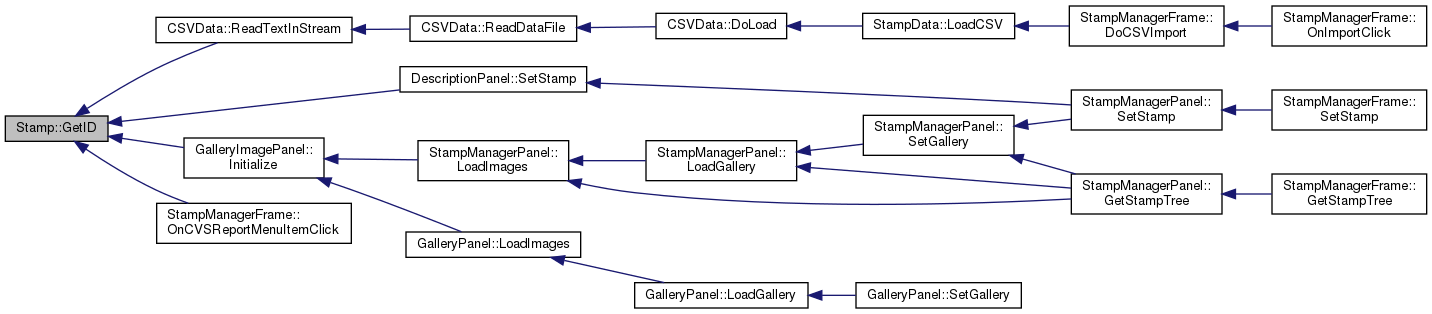 Stamp::GetID
CSVData::ReadTextInStream
CSVData::ReadDataFile
CSVData::DoLoad
StampData::LoadCSV
StampManagerFrame::
DoCSVImport
StampManagerFrame::
OnImportClick
DescriptionPanel::SetStamp
StampManagerPanel::
SetStamp
StampManagerFrame::
SetStamp
GalleryImagePanel::
Initialize
StampManagerPanel::
LoadImages
StampManagerPanel::
LoadGallery
StampManagerPanel::
SetGallery
StampManagerPanel::
GetStampTree
StampManagerFrame::
GetStampTree
StampManagerFrame::
OnCVSReportMenuItemClick
GalleryPanel::LoadImages
GalleryPanel::LoadGallery
GalleryPanel::SetGallery